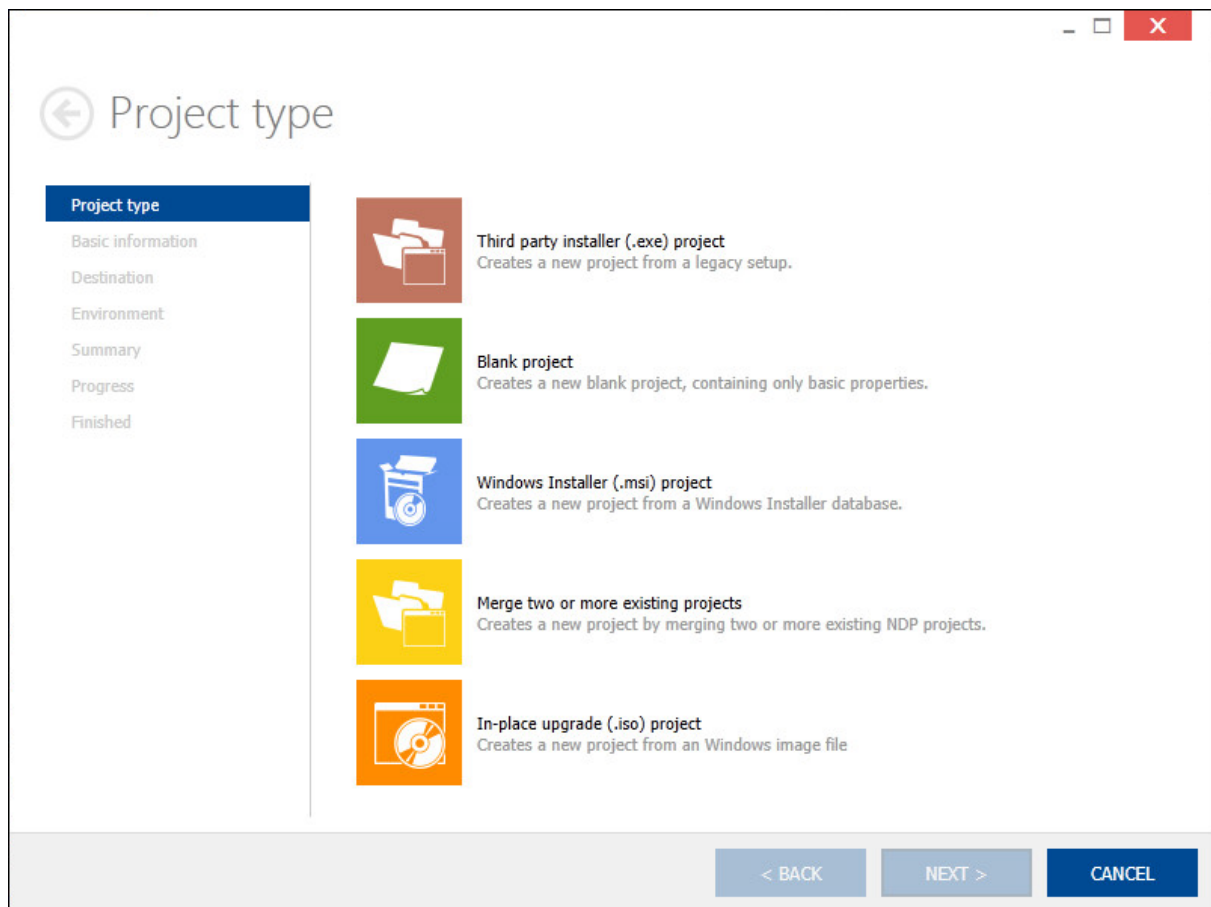 X
Project type
Project type
Basic information
Destination
Environment
Summary
Progress
Finished
Third party installer (.exe) project
Creates a new project from a legacy setup.
Blank project
Creates a new blank project, containing only basic properties.
Windows Installer (.msi) project
Creates a new project from a Windows Installer database.
Merge two or more existing projects
Creates a new project by merging two or more existing NDP projects.
In-place upgrade (.iso) project
Creates a new project from an Windows image file
< BACK
NEXT >
CANCEL